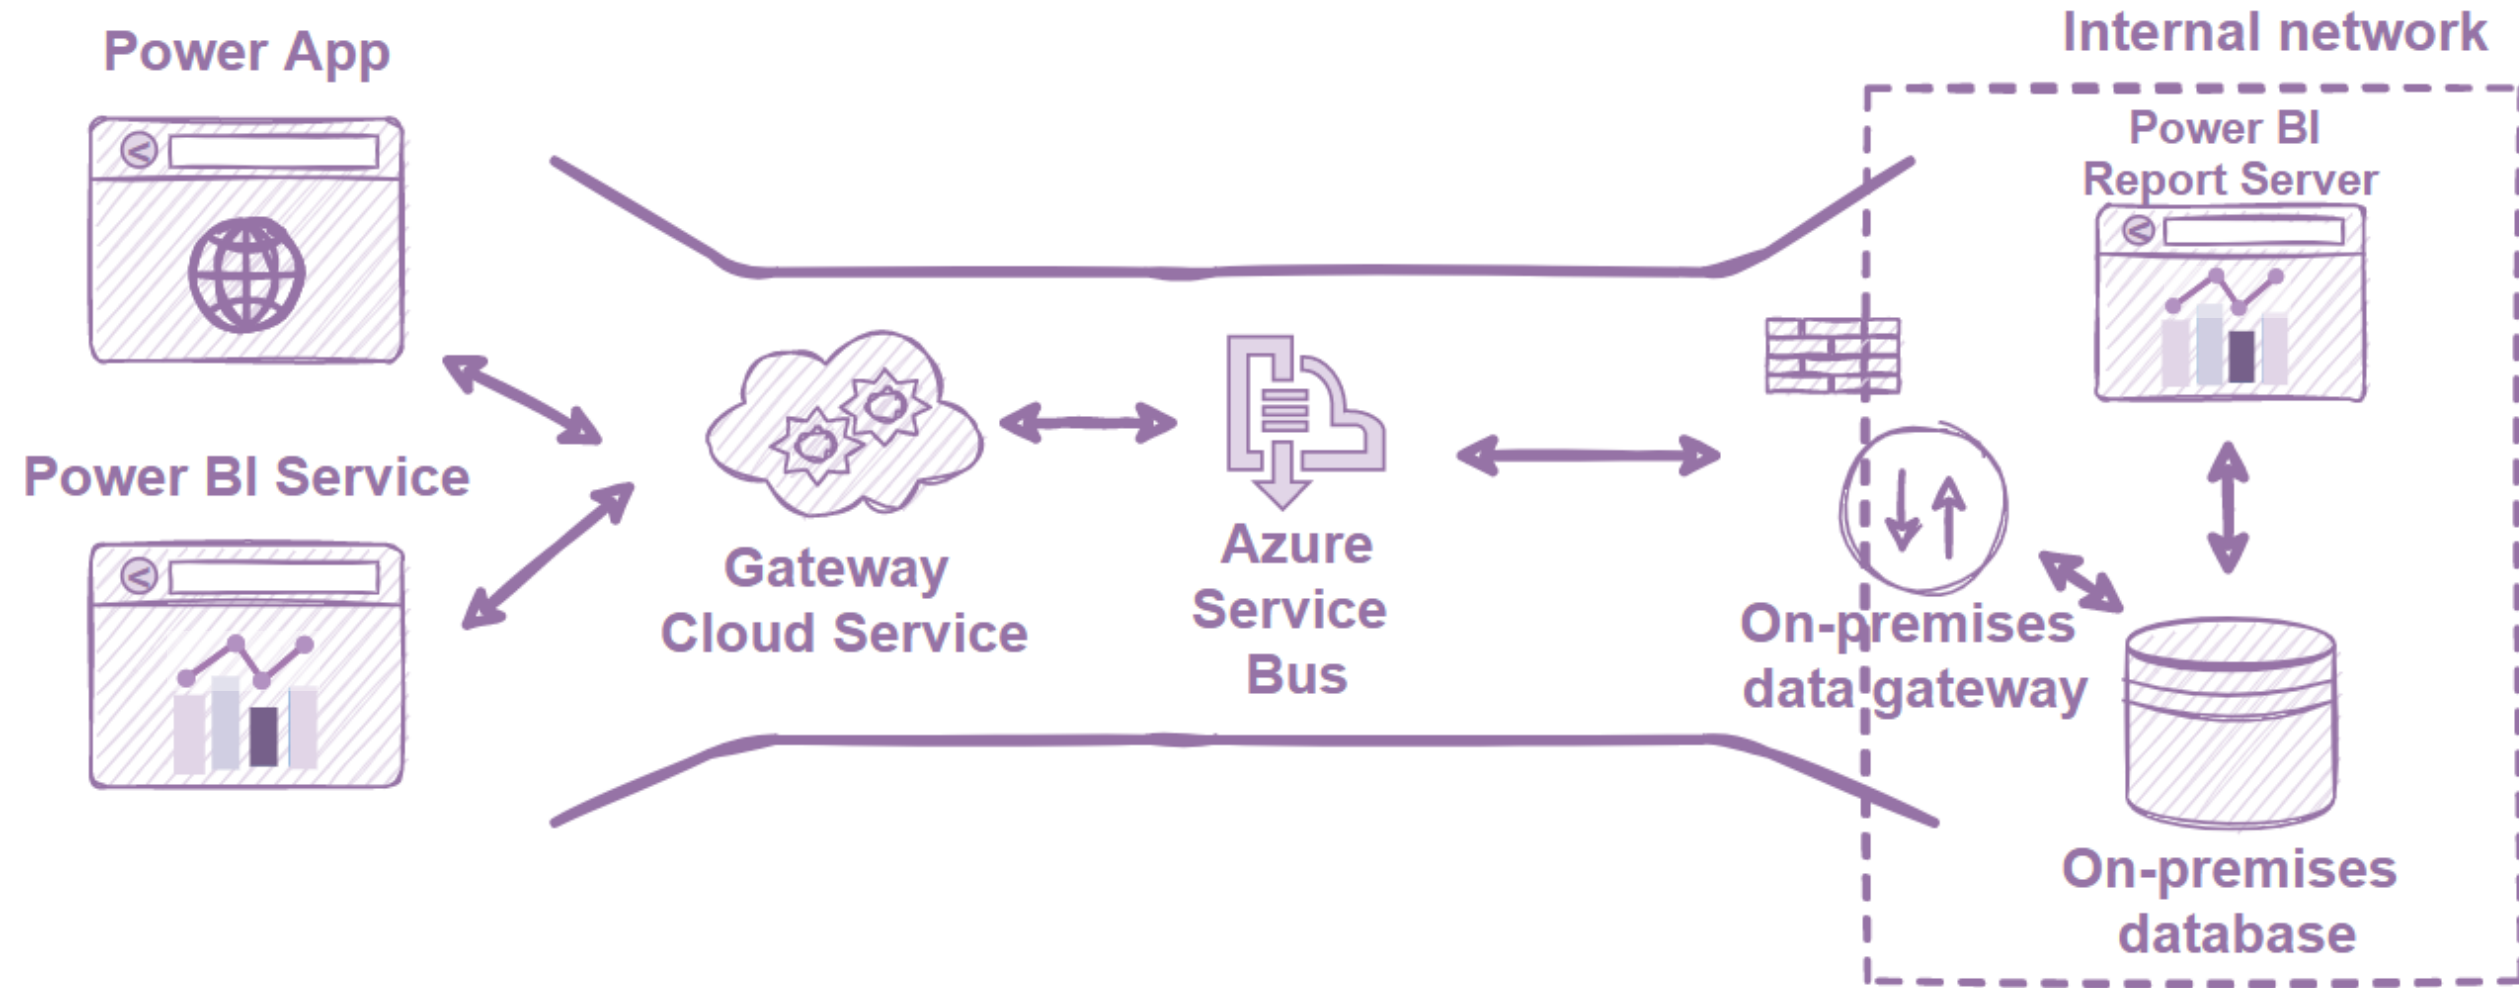 Power App
Internal network
Power BI
Report Server
Power BI Service
Gateway
Cloud Service
Azure
Service
Bus
On-premises
data gateway
On-premises
database